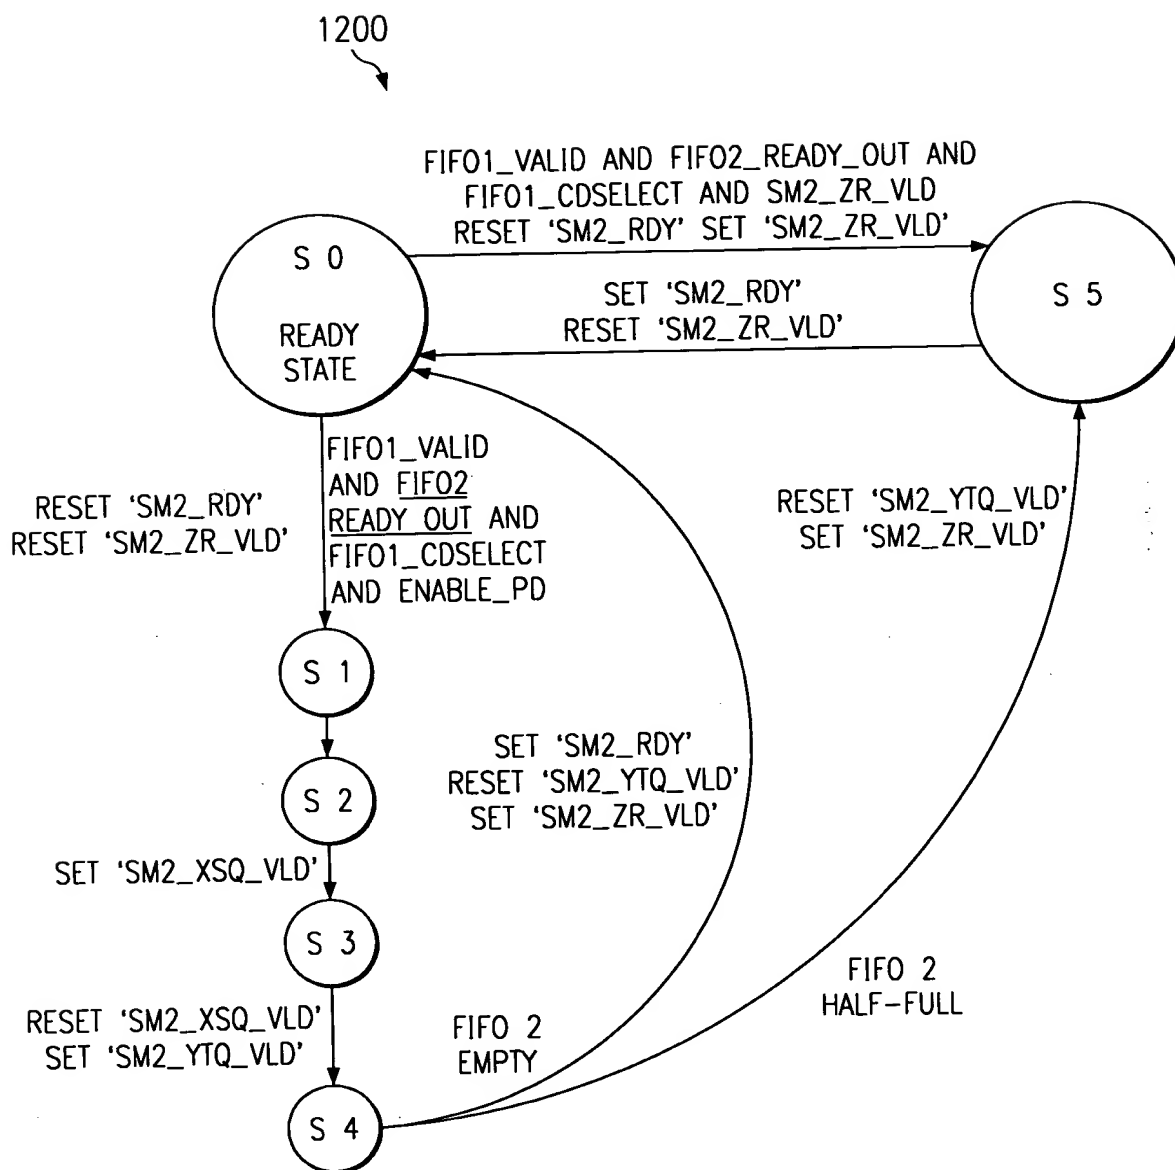 1200
FIFO1_VALID AND FIFO2_READY_OUT AND
FIFO1_CDSELECT AND SM2_ZR_VLD
RESET ‘SM2_RDY’ SET ‘SM2_ZR_VLD’
S 0
READY
STATE
S 5
SET ‘SM2_RDY’
RESET ‘SM2_ZR_VLD’
FIFO1_VALID
AND FIFO2
READY OUT AND
FIFO1_CDSELECT
AND ENABLE_PD
RESET ‘SM2_RDY’
RESET ‘SM2_ZR_VLD’
RESET ‘SM2_YTQ_VLD’
SET ‘SM2_ZR_VLD’
S 1
S 2
SET ‘SM2_RDY’
RESET ‘SM2_YTQ_VLD’
SET ‘SM2_ZR_VLD’
SET ‘SM2_XSQ_VLD’
S 3
RESET ‘SM2_XSQ_VLD’
SET ‘SM2_YTQ_VLD’
FIFO 2
EMPTY
FIFO 2
HALF-FULL
S 4